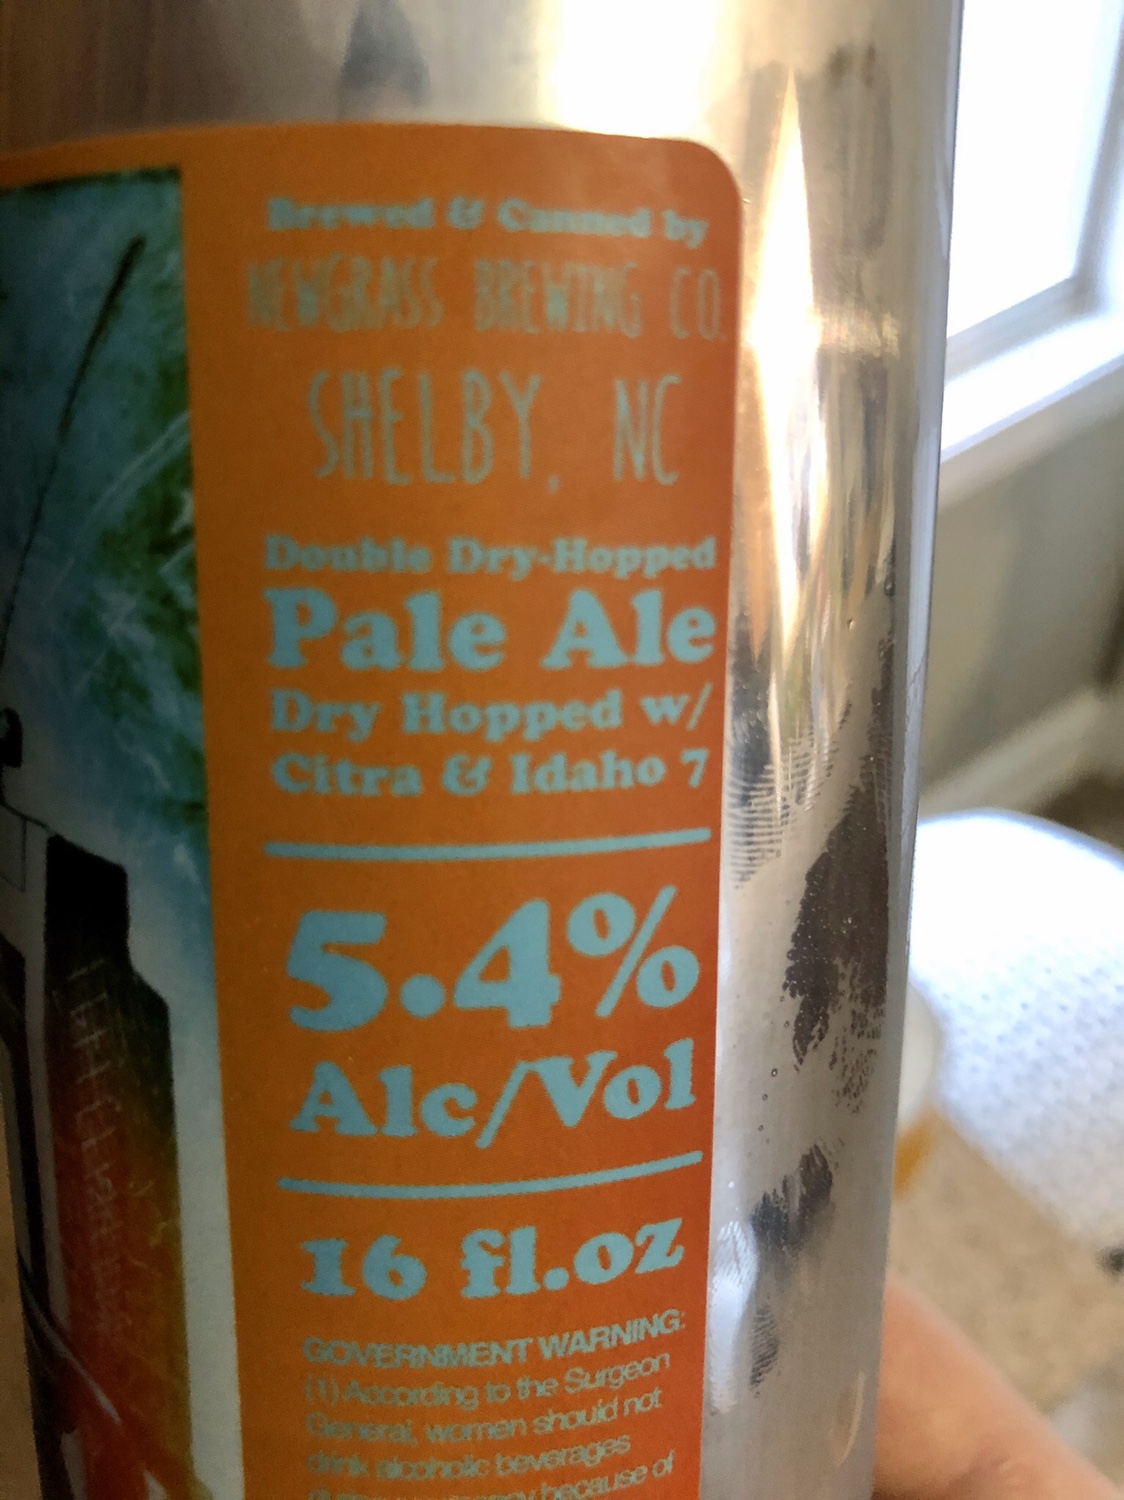 Brewed & Canned by
NEWGRASS BREWING CO.
SHELBY, NC
Double Dry-Hopped
Pale Ale
Dry Hopped w/
Citra & Idaho 7
5.4%
Alc/Vol
16 fl.oz
GOVERNMENT WARNING:
(1) According to the Surgeon
General, women should not
drink alcoholic beverages
because of